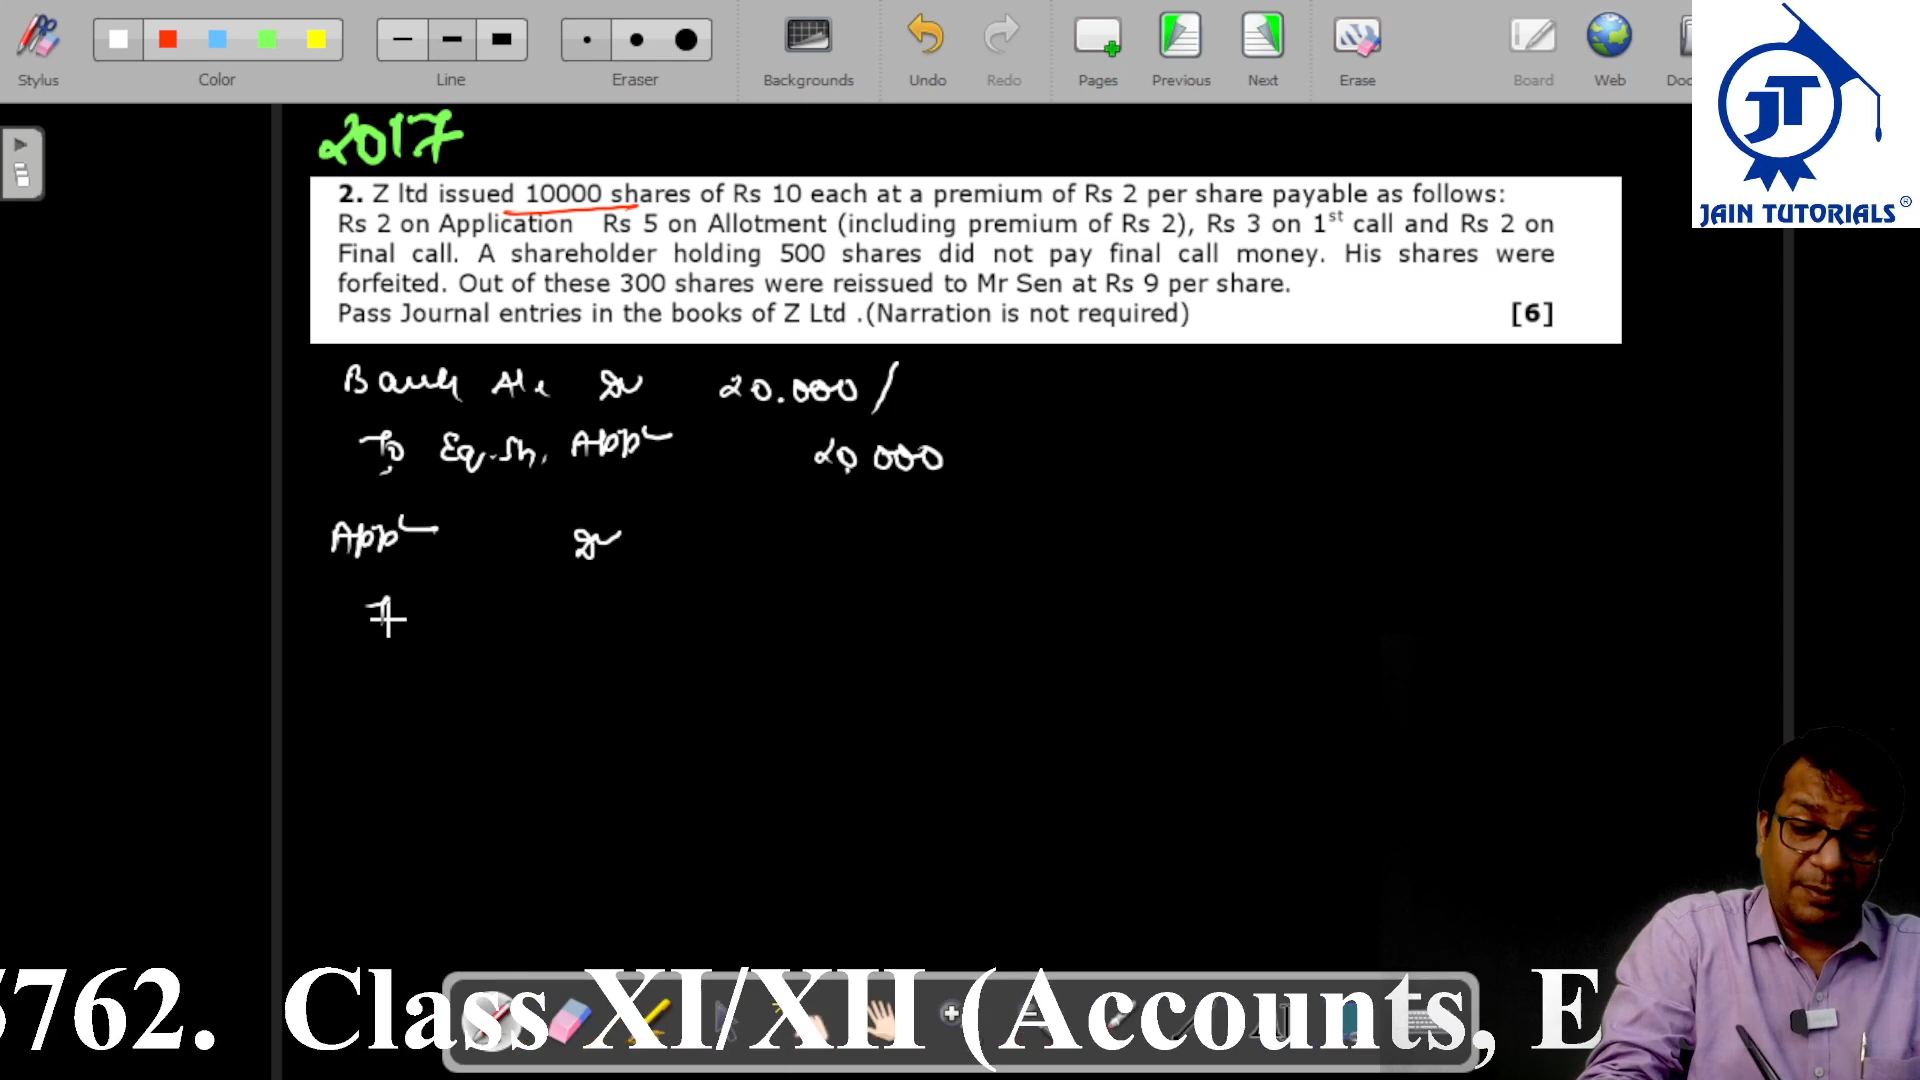 Stylus
Color
Line
Eraser
Backgrounds
Undo
Redo
Pages
Previous
Next
Erase
Board
Web
JT
JAIN TUTORIALS®
2017
2. Z ltd issued 10000 shares of Rs 10 each at a premium of Rs 2 per share payable as follows:
Rs 2 on Application Rs 5 on Allotment (including premium of Rs 2), Rs 3 on 1st call and Rs 2 on
Final call. A shareholder holding 500 shares did not pay final call money. His shares were
forfeited. Out of these 300 shares were reissued to Mr Sen at Rs 9 per share.
Pass Journal entries in the books of Z Ltd .(Narration is not required) [6]
Bank A/c Dr 20.000/
To Eq.Sh. Appl 20,000
Appl Dr
5762. Class XI/XII (Accounts, E